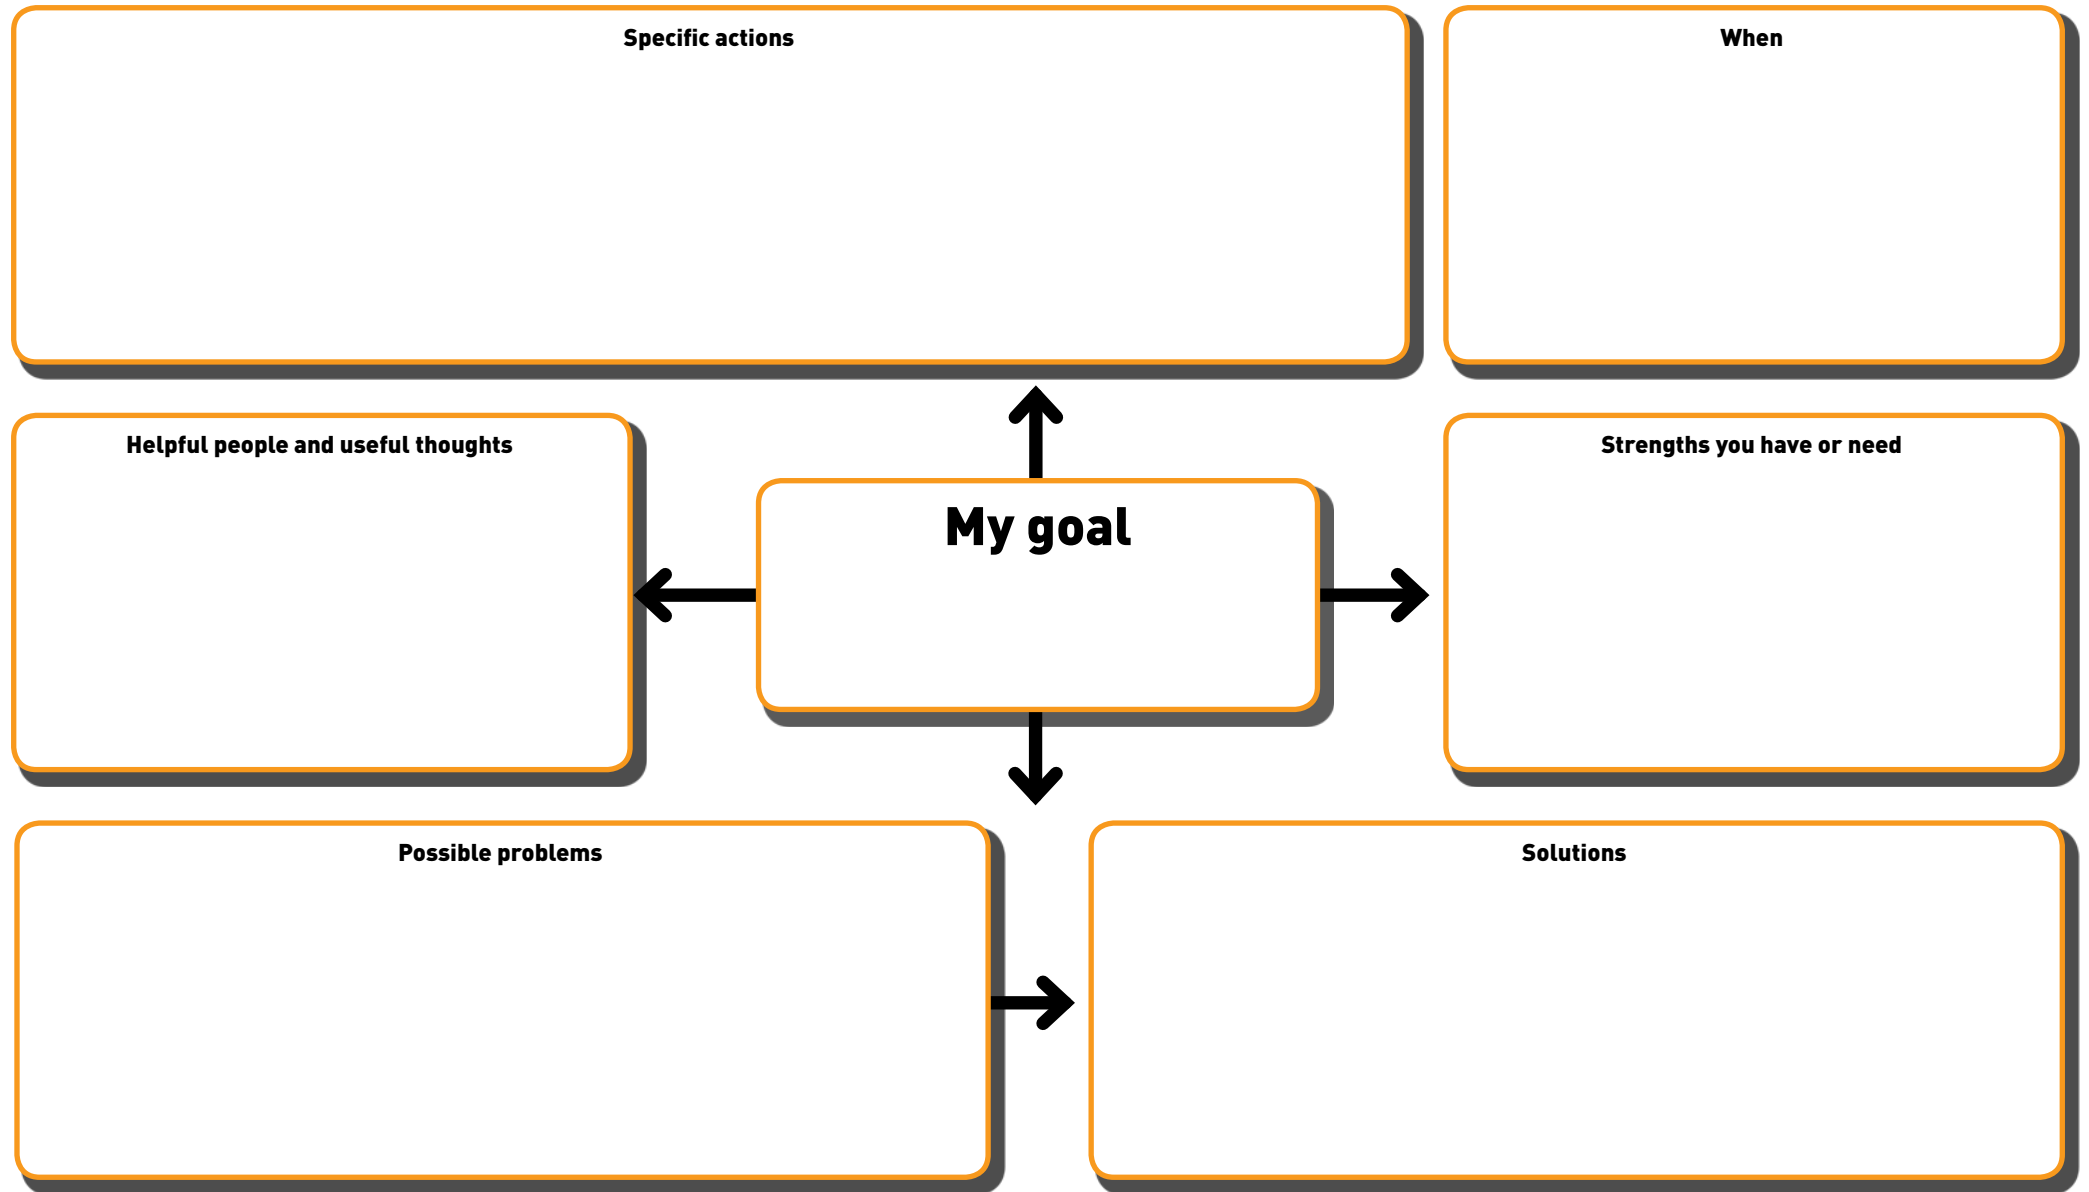 Specific actions
When
Helpful people and useful thoughts
My goal
Strengths you have or need
Possible problems
Solutions